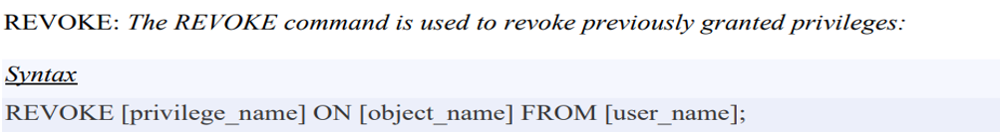 REVOKE: The REVOKE command is used to revoke previously granted privileges:
Syntax
REVOKE [privilege_name] ON [object_name] FROM [user_name];